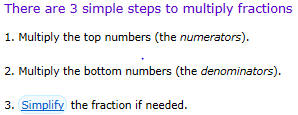 There are 3 simple steps to multiply fractions
1. Multiply the top numbers (the numerators).
2. Multiply the bottom numbers (the denominators).
3. Simplify the fraction if needed.